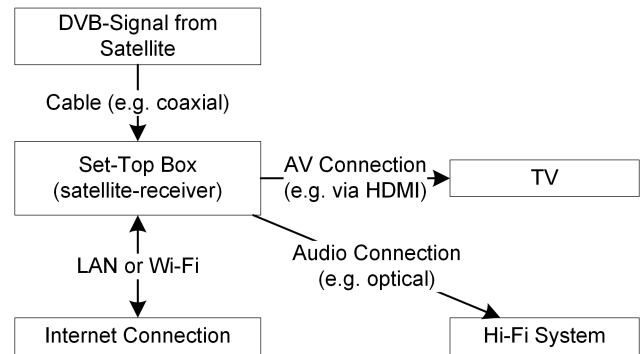 DVB-Signal from
Satellite
Cable (e.g. coaxial)
Set-Top Box
(satellite-receiver)
AV Connection
(e.g. via HDMI)
TV
LAN or Wi-Fi
Audio Connection
(e.g. optical)
Internet Connection
Hi-Fi System